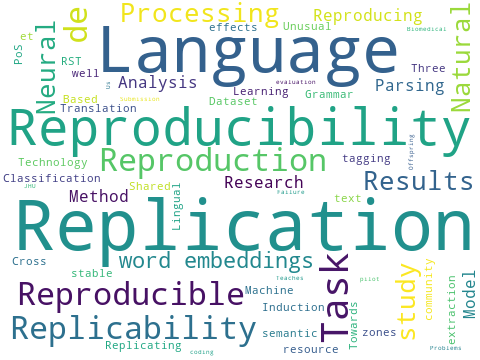 Processing
Reproducing
de
et
PoS
RST
well
effects
Unusual
Biomedical
Neural
Language
Natural
Us
evaluation
Three
Analysis
Learning
Grammar
Parsing
Based
Submission
Translation
Dataset
Reproducibility
Technology
Reproduction
tagging
Offspring
Classification
JHU
Shared
Research
Failure
Results
Method
Lingual
text
Replication
Cross
word embeddings
stable
Teaches
Task
study
community
Model
extraction
Reproducible
Machine
pilot
Induction
Towards
Replicability
semantic
zones
Replicating
coding
resource
Problems